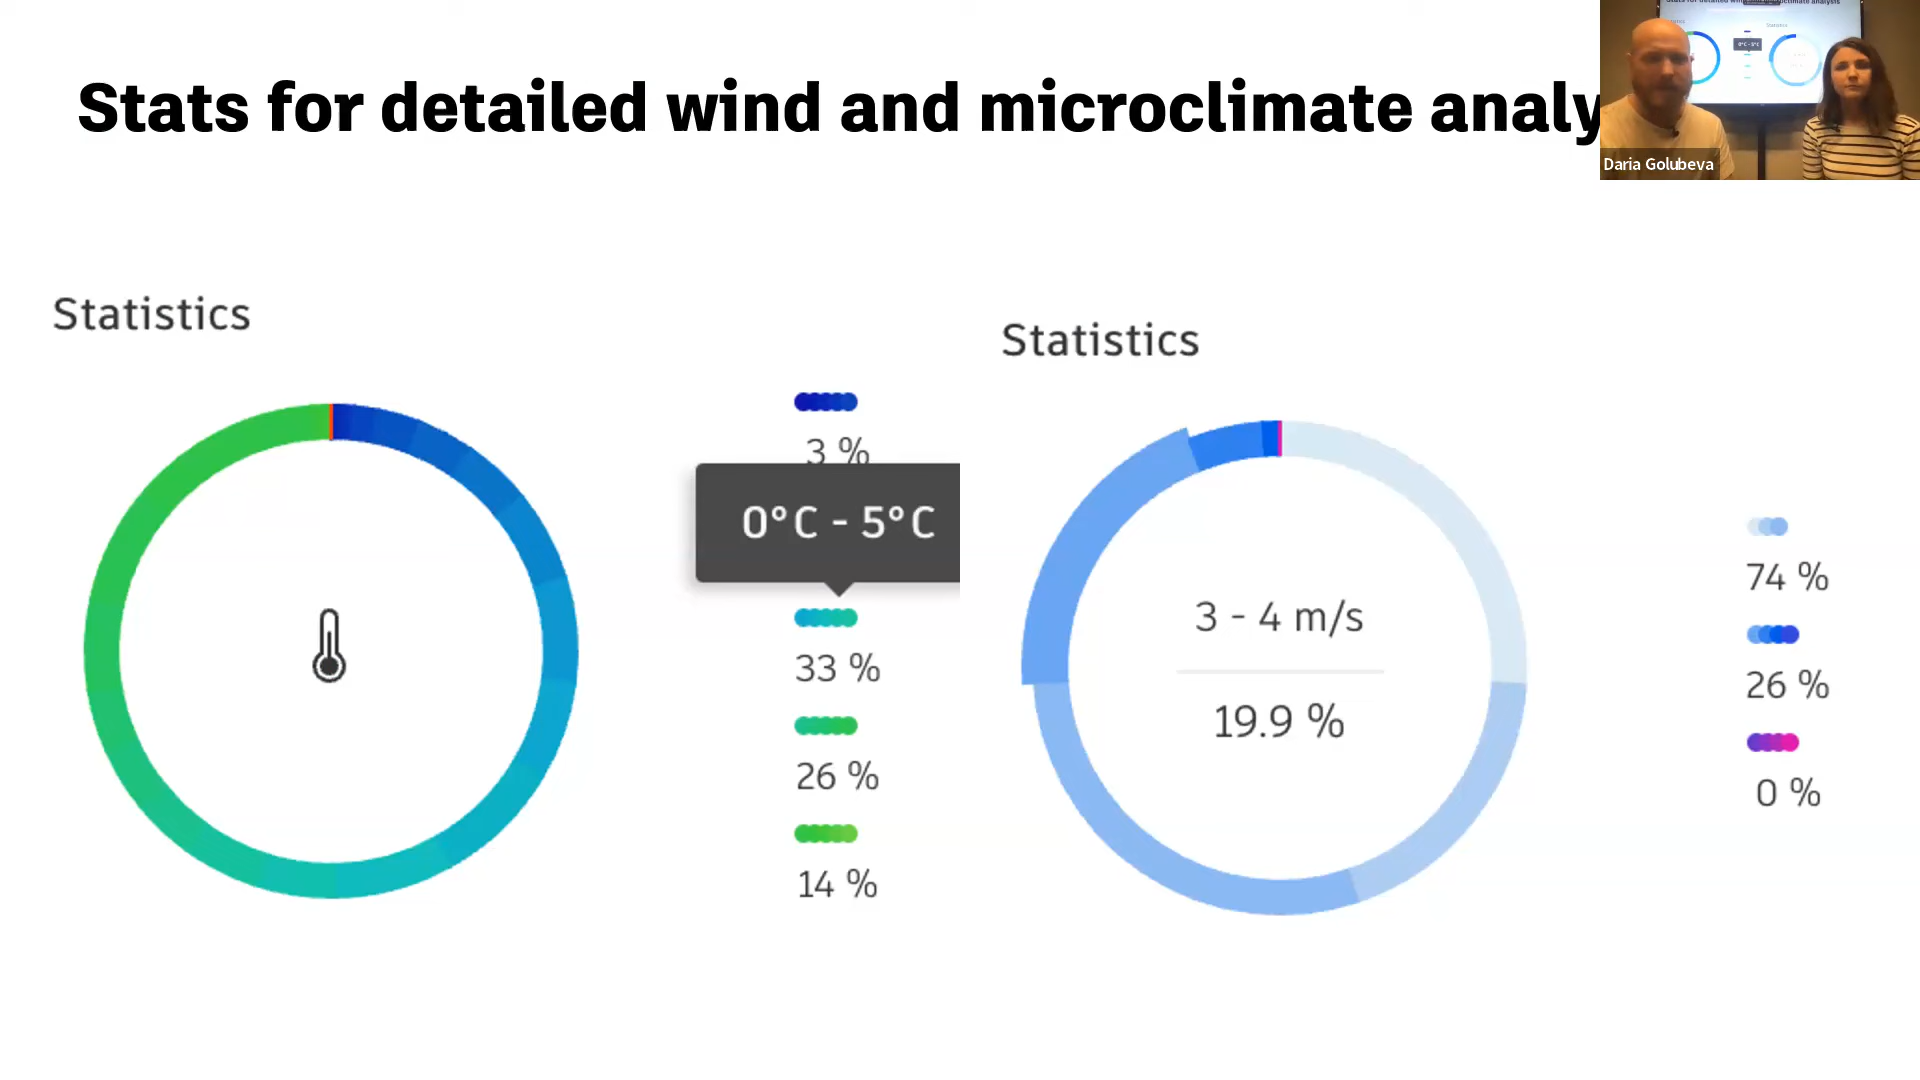 Stats for detailed wind and microclimate analy
Daria Golubeva
Statistics
3 %
0°C - 5°C
33 %
26 %
14 %
Statistics
3 - 4 m/s
19.9 %
74 %
26 %
0 %